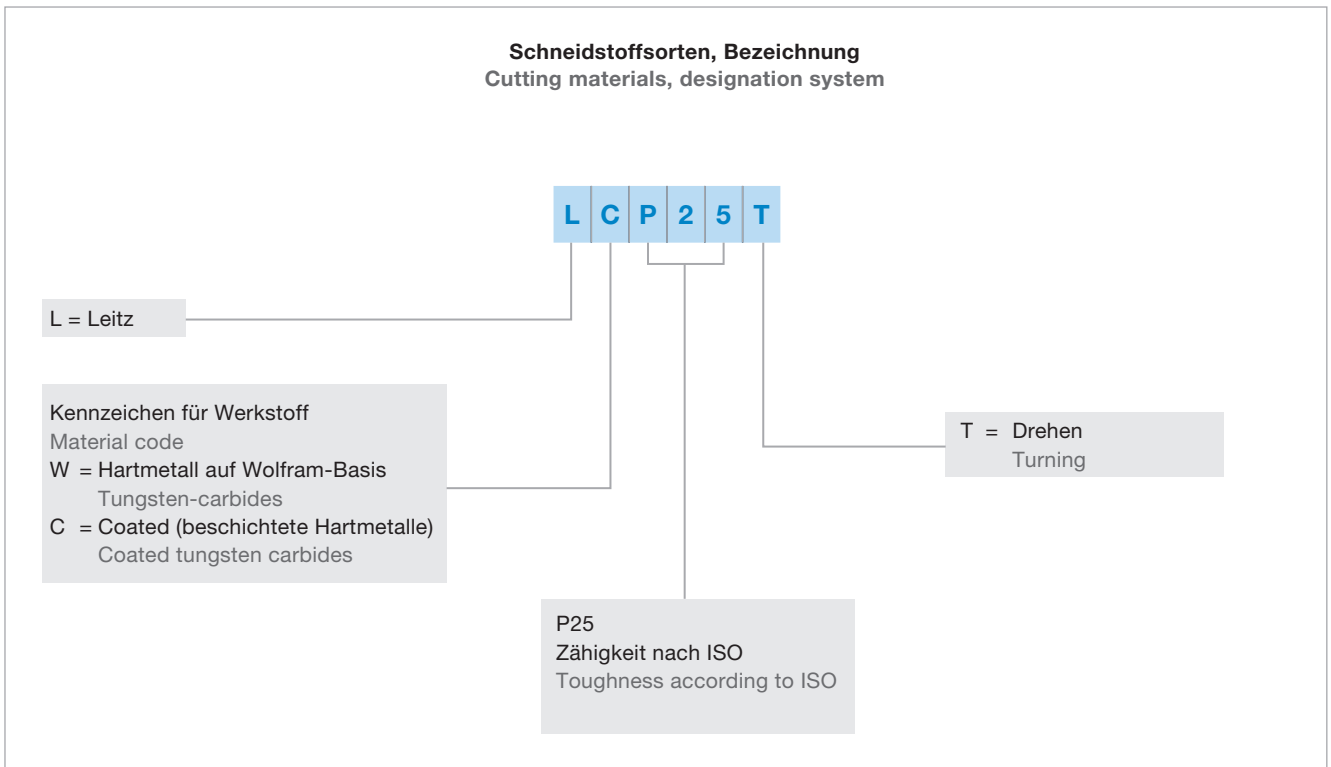 Schneidstoffsorten, Bezeichnung
Cutting materials, designation system
L C P 2 5 T
L = Leitz
Kennzeichen für Werkstoff
Material code
W = Hartmetall auf Wolfram-Basis
Tungsten-carbides
C = Coated (beschichtete Hartmetalle)
Coated tungsten carbides
T = Drehen
Turning
P25
Zähigkeit nach ISO
Toughness according to ISO